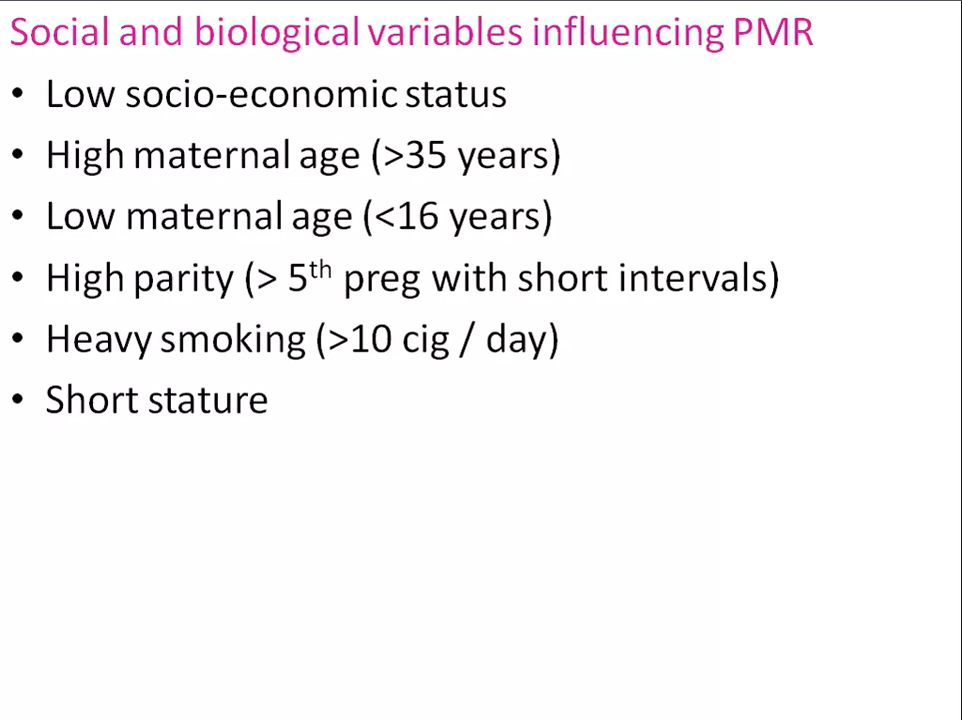 Social and biological variables influencing PMR
• Low socio-economic status
• High maternal age (>35 years)
• Low maternal age (<16 years)
• High parity (> 5th preg with short intervals)
• Heavy smoking (>10 cig / day)
• Short stature